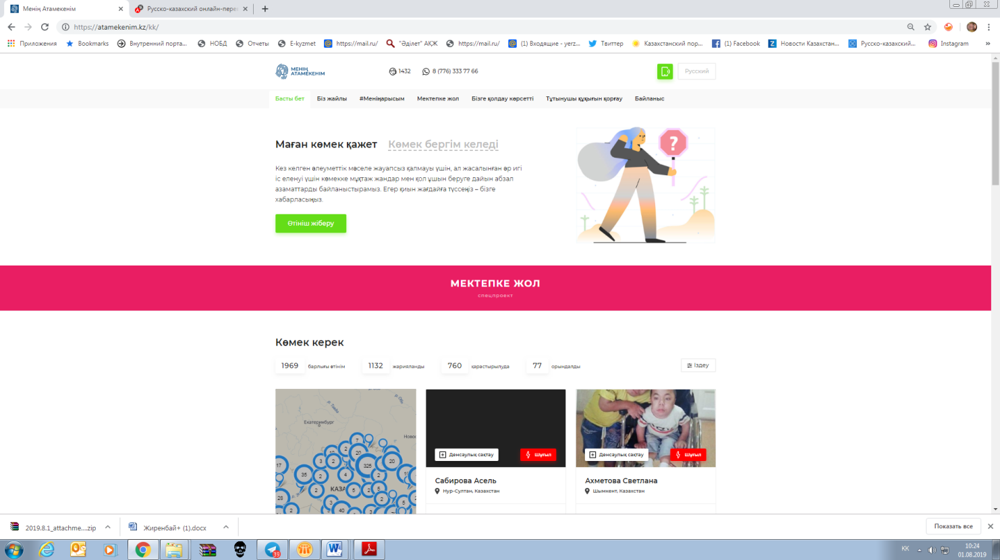 Менің Атамекенім
Русско-казахский онлайн-пере
https://atamekenim.kz/kk/
Приложения
Bookmarks
Внутренний порта...
НОБД
Отчеты
E-kyzmet
https://mail.ru/
"Әділет" АҚЖ
https://mail.ru/
(1) Входящие - yerz...
Твиттер
Казахстанский пор...
(1) Facebook
Новости Казахстан...
Русско-казахский...
Instagram
»
МЕНІҢ
АТАМЕКЕНІМ
1432
8 (776) 333 77 66
Русский
Басты бет
Біз жайлы
#Меніңарысым
Мектепке жол
Бізге қолдау көрсетті
Тұтынушы құқығын қорғау
Байланыс
Маған көмек қажет
Көмек бергім келеді
Кез келген әлеуметтік мәселе жауапсыз қалмауы үшін, ал жасалынған әр игі
іс еленуі үшін көмекке мұқтаж жандар мен қол ұшын беруге дайын абзал
азаматтарды байланыстырамыз. Егер қиын жағдайға түссеңіз – бізге
хабарласыңыз.
Өтініш жіберу
?
МЕКТЕПКЕ ЖОЛ
спецпроект
Көмек керек
1969 барлығы өтінім
1132 жарияланды
760 қарастырылуда
77 орындалды
Іздеу
р. Обь
р. Тавда
Екатеринбург
Новос
7
2
20
3
2
325
20
17
35
2
4
2
КАЗА
2
5
2
5
28
2
5
3
2
40
2
Денсаулық сақтау
Шұғыл
Сабирова Асель
Нур-Султан, Казахстан
Денсаулық сақтау
Шұғыл
Ахметова Светлана
Шымкент, Казахстан
2019.8.1_attachme....zip
Жиренбай+ (1).docx
Показать все
39
KK
10:24
01.08.2019